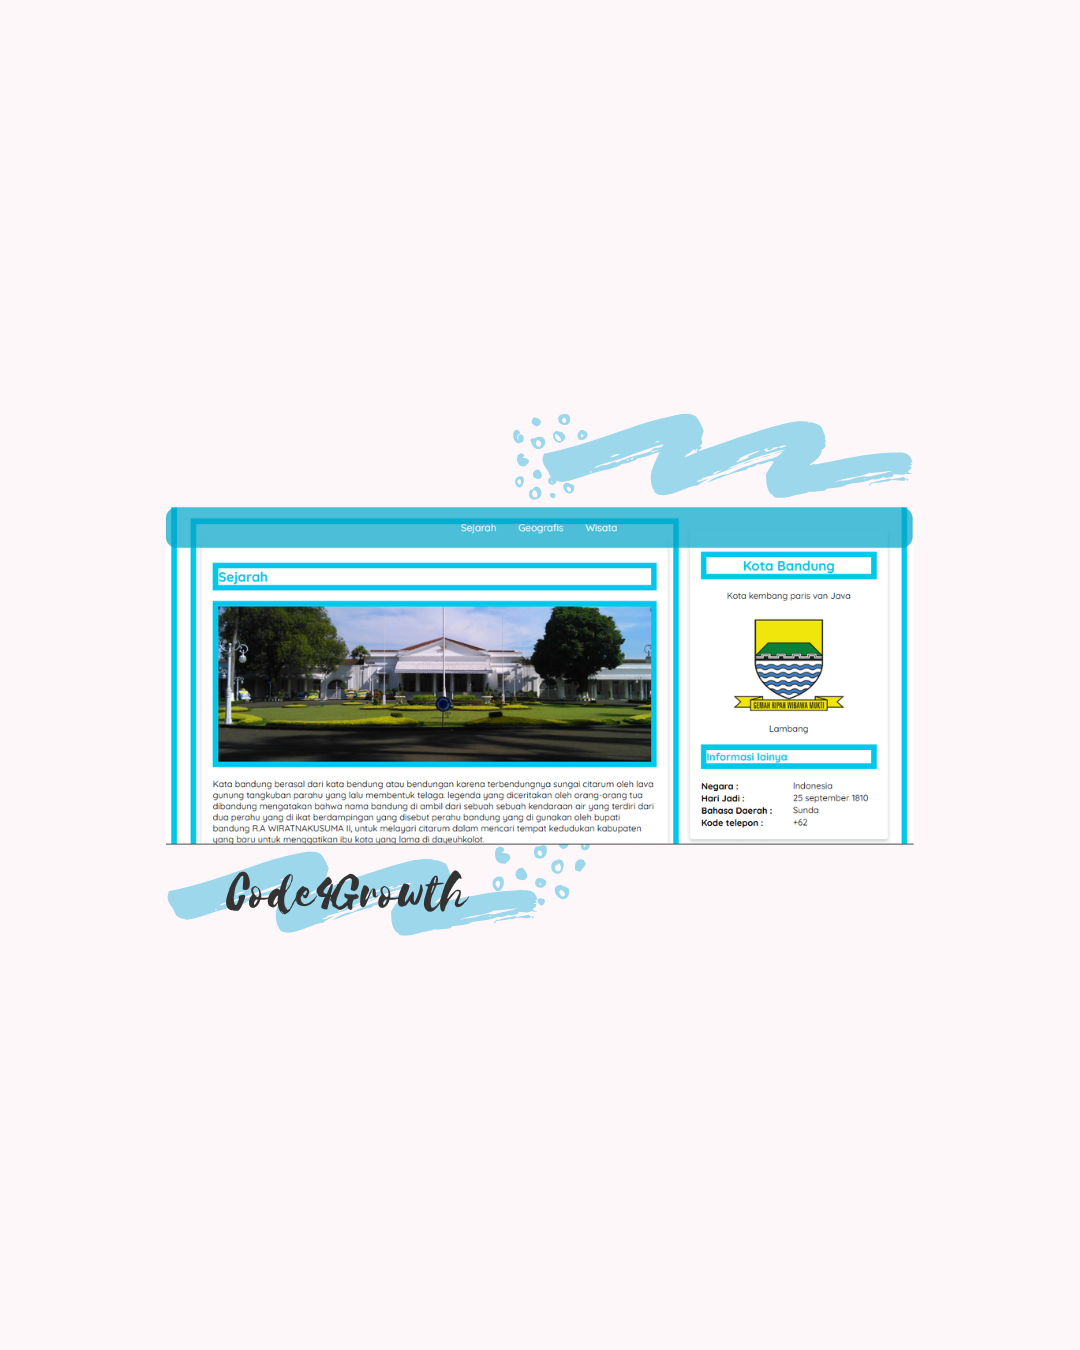 Sejarah Geografis Wisata
Sejarah
Kata bandung berasal dari kata bendung atau bendungan karena terbendungnya sungai citarum oleh lava
gunung tangkuban parahu yang lalu membentuk telaga. legenda yang diceritakan oleh orang-orang tua
dibandung mengatakan bahwa nama bandung di ambil dari sebuah sebuah kendaraan air yang terdiri dari
dua perahu yang di ikat berdampingan yang disebut perahu bandung yang di gunakan oleh bupati
bandung R.A WIRATNAKUSUMA II, untuk melayari citarum dalam mencari tempat kedudukan kabupaten
yang baru untuk menggatikan ibu kota yang lama di dayeuhkolot.
Kota Bandung
Kota kembang paris van Java
GEMAH RIPAH WIBAWA MUKTI
Lambang
Informasi lainya
Negara : Indonesia
Hari Jadi : 25 september 1810
Bahasa Daerah : Sunda
Kode telepon : +62
Code4Growth